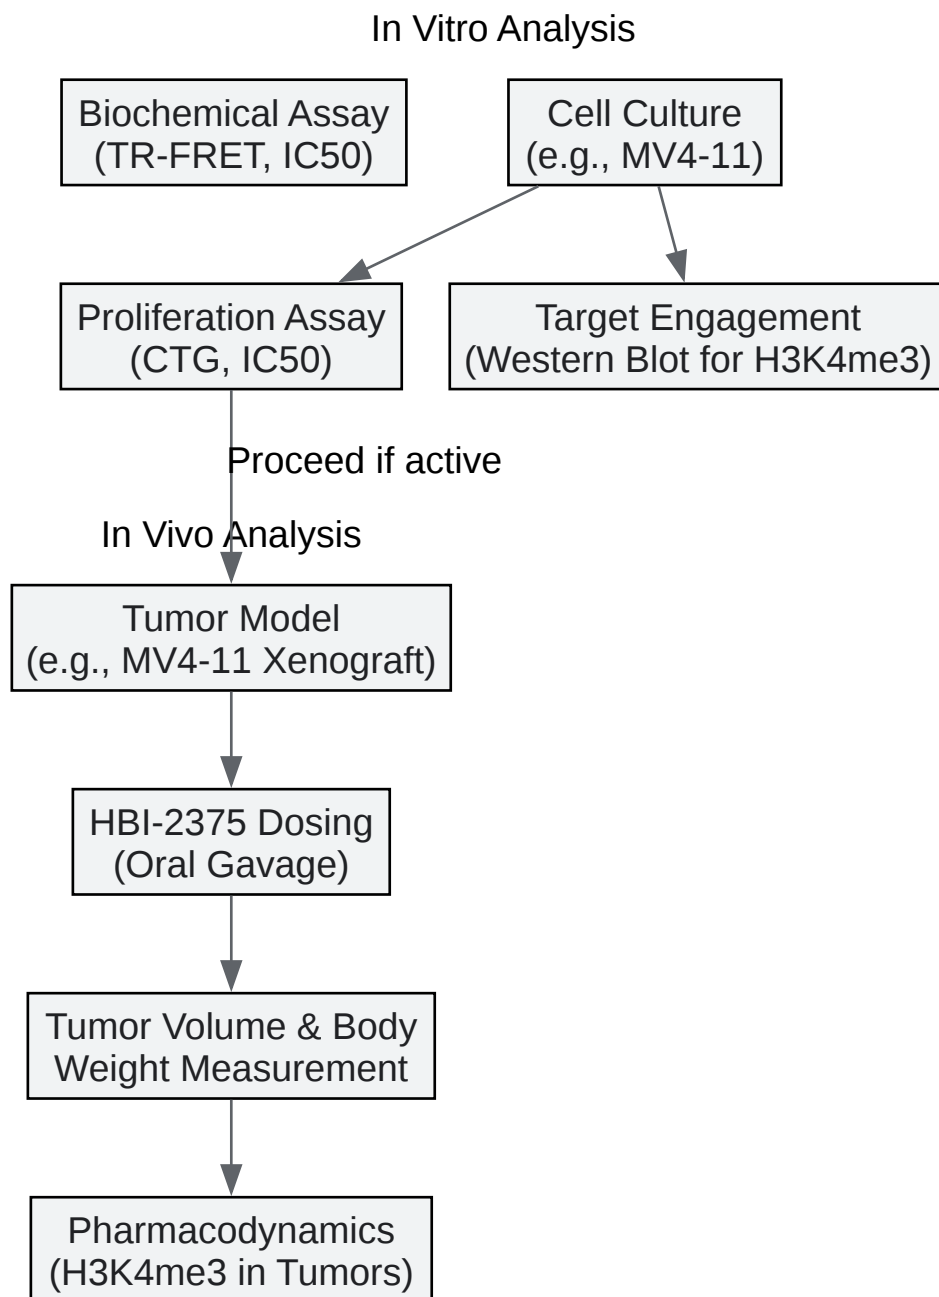 In Vitro Analysis
Biochemical Assay
(TR-FRET, IC50)
Cell Culture
(e.g., MV4-11)
Proliferation Assay
(CTG, IC50)
Target Engagement
(Western Blot for H3K4me3)
Proceed if active
In Vivo Analysis
Tumor Model
(e.g., MV4-11 Xenograft)
HBI-2375 Dosing
(Oral Gavage)
Tumor Volume & Body
Weight Measurement
Pharmacodynamics
(H3K4me3 in Tumors)